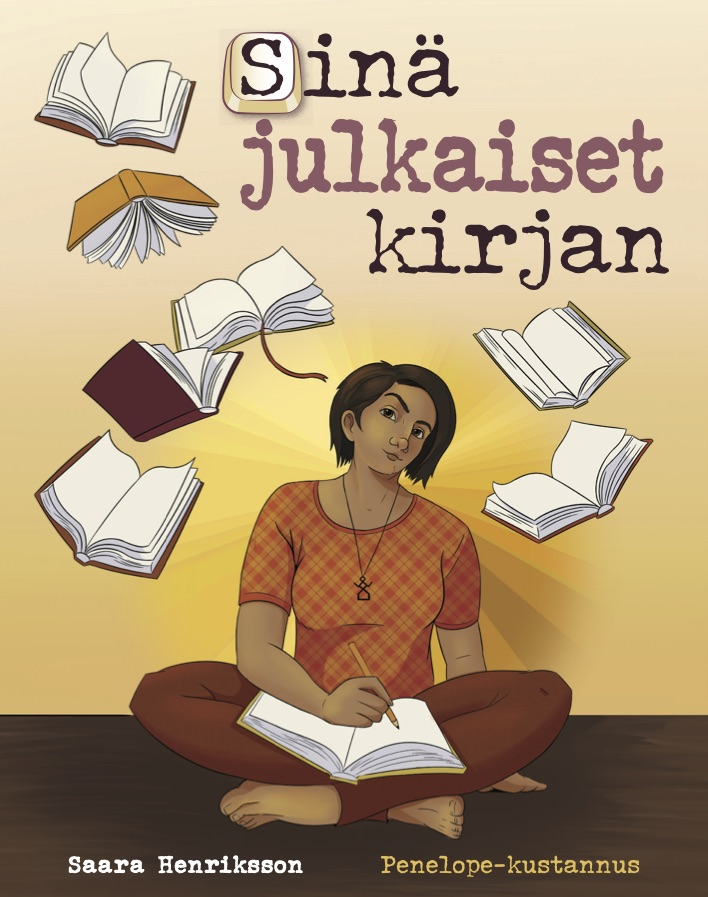 Sinä
julkaiset
kirjan
Saara Henriksson
Penelope-kustannus